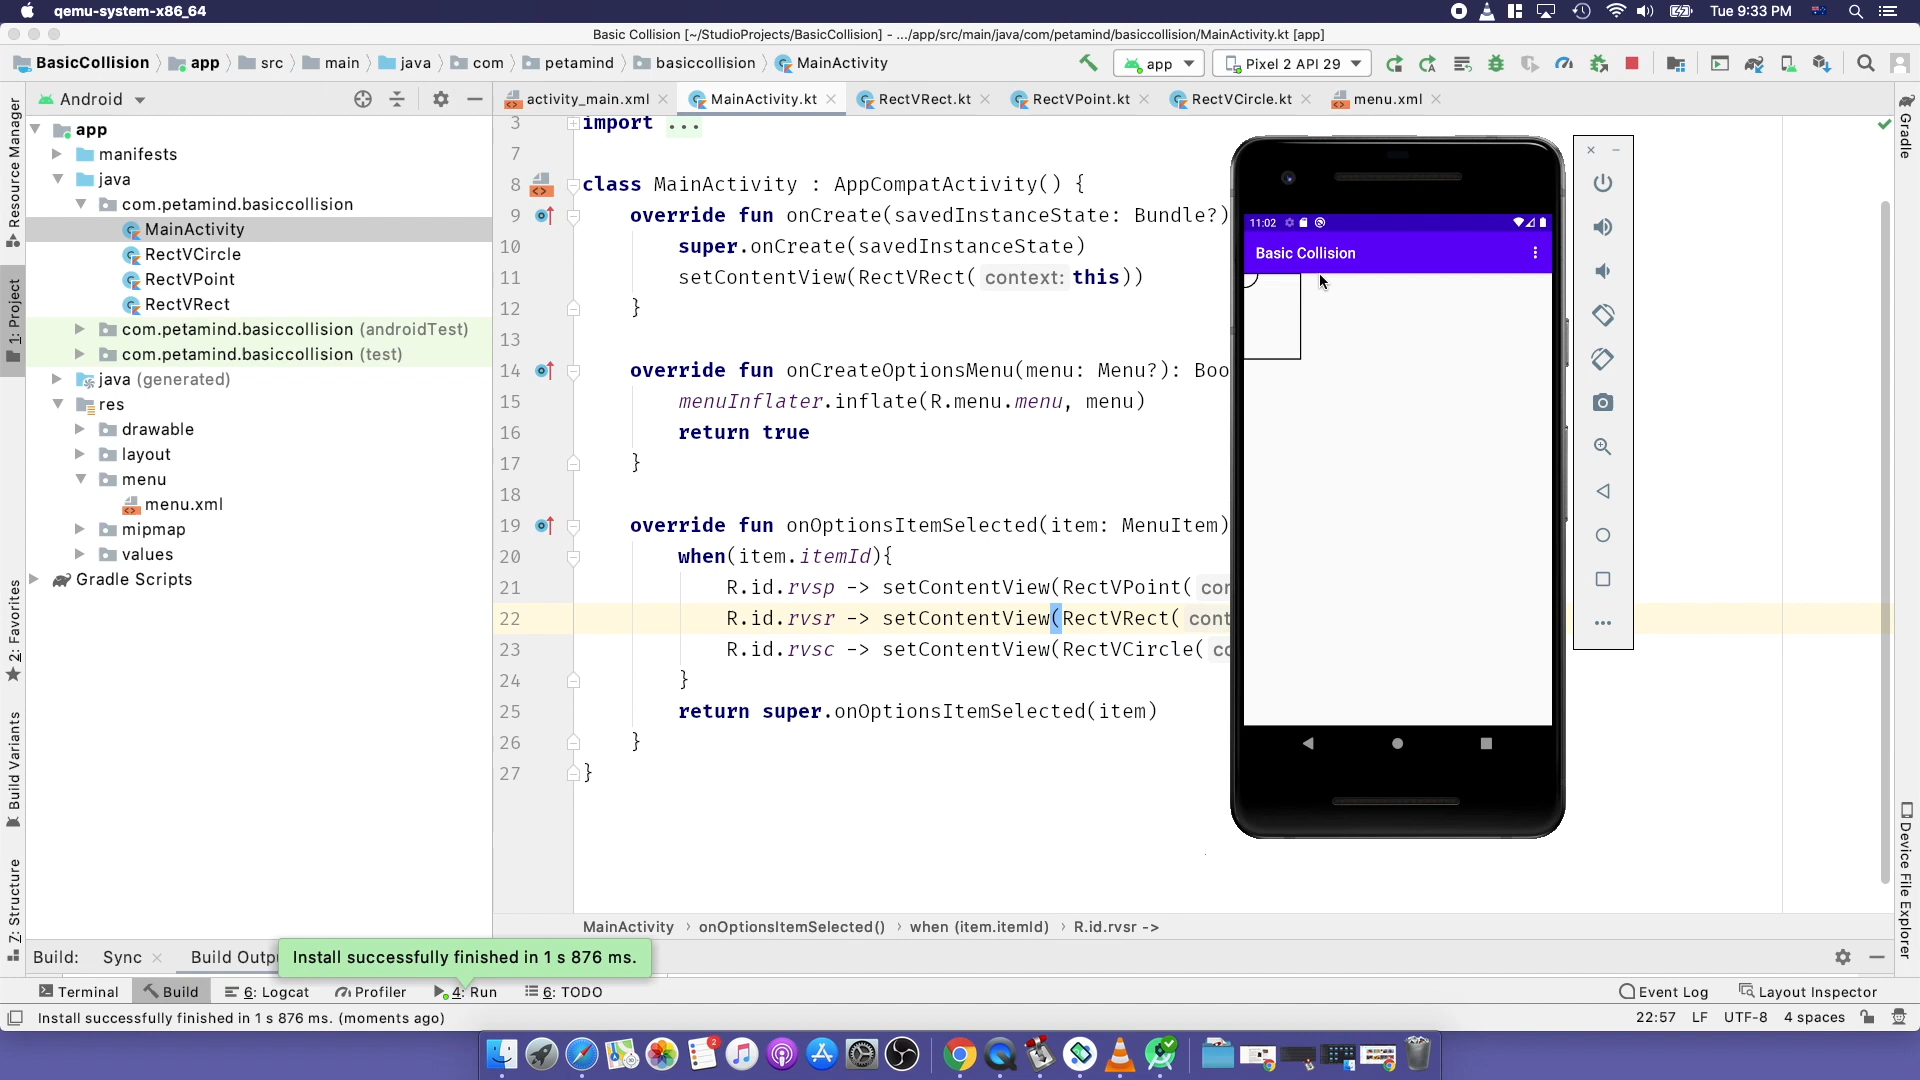 qemu-system-x86_64
Tue 9:33 PM
Basic Collision [~/StudioProjects/BasicCollision] - .../app/src/main/java/com/petamind/basiccollision/MainActivity.kt [app]
BasicCollision
app
src
main
java
com
petamind
basiccollision
MainActivity
app
Pixel 2 API 29
Android
activity_main.xml
MainActivity.kt
RectVRect.kt
RectVPoint.kt
RectVCircle.kt
menu.xml
Resource Manager
1: Project
2: Favorites
Build Variants
Z: Structure
app
manifests
java
com.petamind.basiccollision
MainActivity
RectVCircle
RectVPoint
RectVRect
com.petamind.basiccollision (androidTest)
com.petamind.basiccollision (test)
java (generated)
res
drawable
layout
menu
menu.xml
mipmap
values
Gradle Scripts
3 import ...
7
8 class MainActivity : AppCompatActivity() {
9 override fun onCreate(savedInstanceState: Bundle?)
10 super.onCreate(savedInstanceState)
11 setContentView(RectVRect( context: this))
12 }
13
14 override fun onCreateOptionsMenu(menu: Menu?): Boo
15 menuInflater.inflate(R.menu.menu, menu)
16 return true
17 }
18
19 override fun onOptionsItemSelected(item: MenuItem)
20 when(item.itemId){
21 R.id.rvsp -> setContentView(RectVPoint( con
22 R.id.rvsr -> setContentView(RectVRect( cont
23 R.id.rvsc -> setContentView(RectVCircle( co
24 }
25 return super.onOptionsItemSelected(item)
26 }
27 }
11:02
Basic Collision
Gradle
Device File Explorer
MainActivity › onOptionsItemSelected() › when (item.itemId) › R.id.rvsr ->
Build: Sync Build Outp
Install successfully finished in 1 s 876 ms.
Terminal Build 6: Logcat Profiler 4: Run 6: TODO
Event Log Layout Inspector
Install successfully finished in 1 s 876 ms. (moments ago)
22:57 LF UTF-8 4 spaces
2